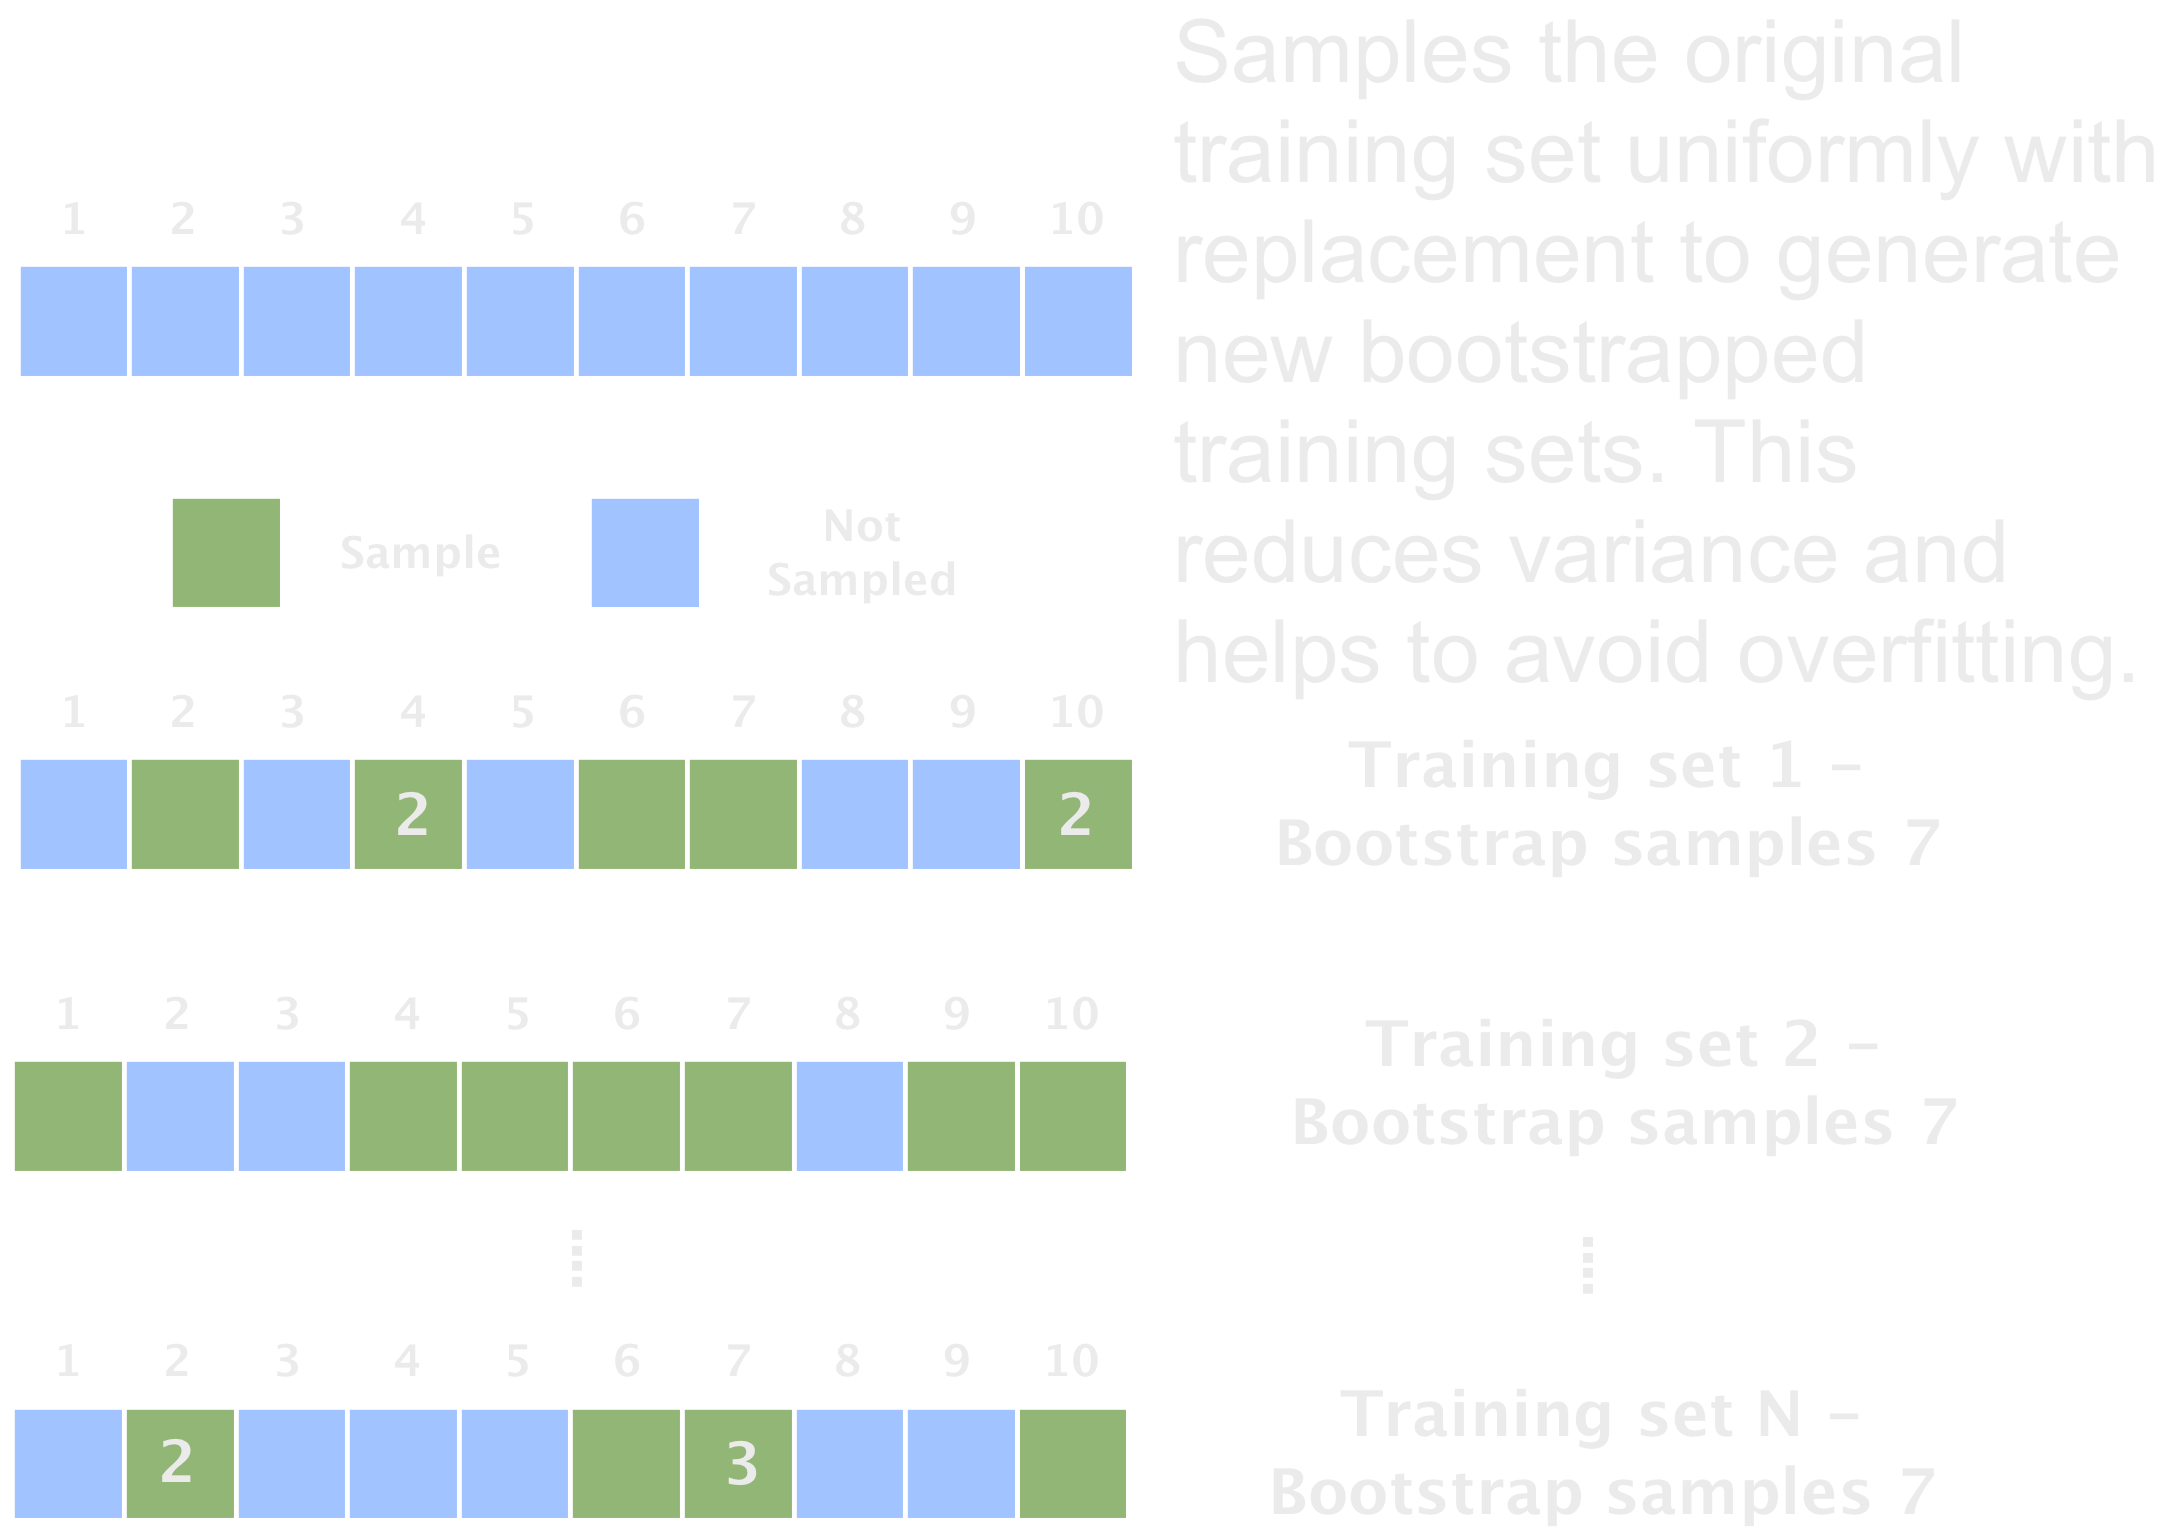 Samples the original
training set uniformly with
replacement to generate
new bootstrapped
training sets. This
reduces variance and
helps to avoid overfitting.
1 2 3 4 5 6 7 8 9 10
Sample
Not
Sampled
1 2 3 4 5 6 7 8 9 10
2 2
Training set 1 –
Bootstrap samples 7
1 2 3 4 5 6 7 8 9 10
Training set 2 –
Bootstrap samples 7
1 2 3 4 5 6 7 8 9 10
2 3
Training set N –
Bootstrap samples 7